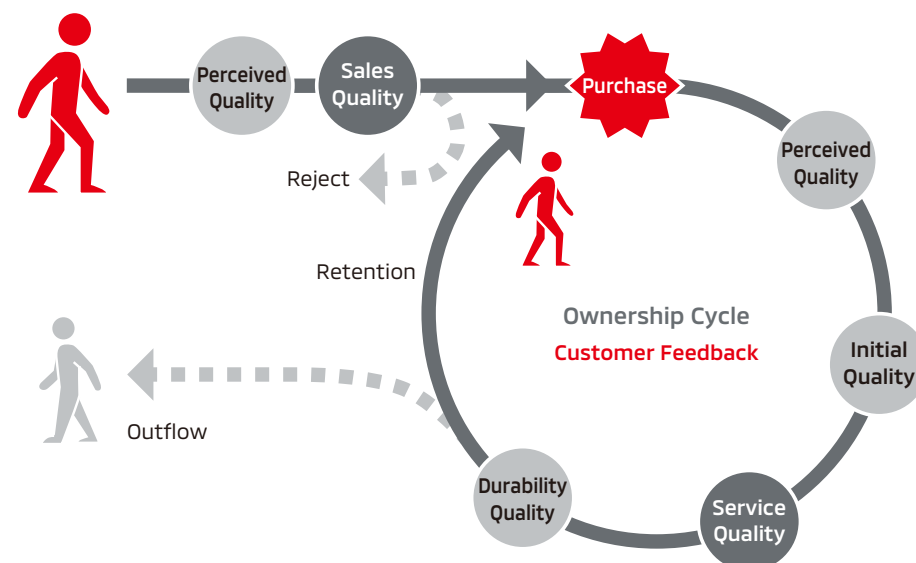 Perceived
Quality
Sales
Quality
Purchase
Perceived
Quality
Reject
Retention
Ownership Cycle
Customer Feedback
Initial
Quality
Outflow
Durability
Quality
Service
Quality